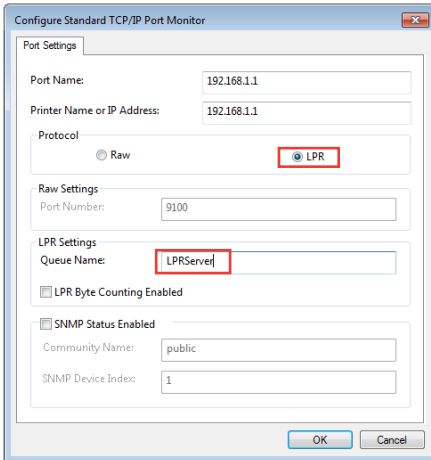 Configure Standard TCP/IP Port Monitor
Port Settings
Port Name: 192.168.1.1
Printer Name or IP Address: 192.168.1.1
Protocol
Raw LPR
Raw Settings
Port Number: 9100
LPR Settings
Queue Name: LPRServer
LPR Byte Counting Enabled
SNMP Status Enabled
Community Name: public
SNMP Device Index: 1
OK Cancel